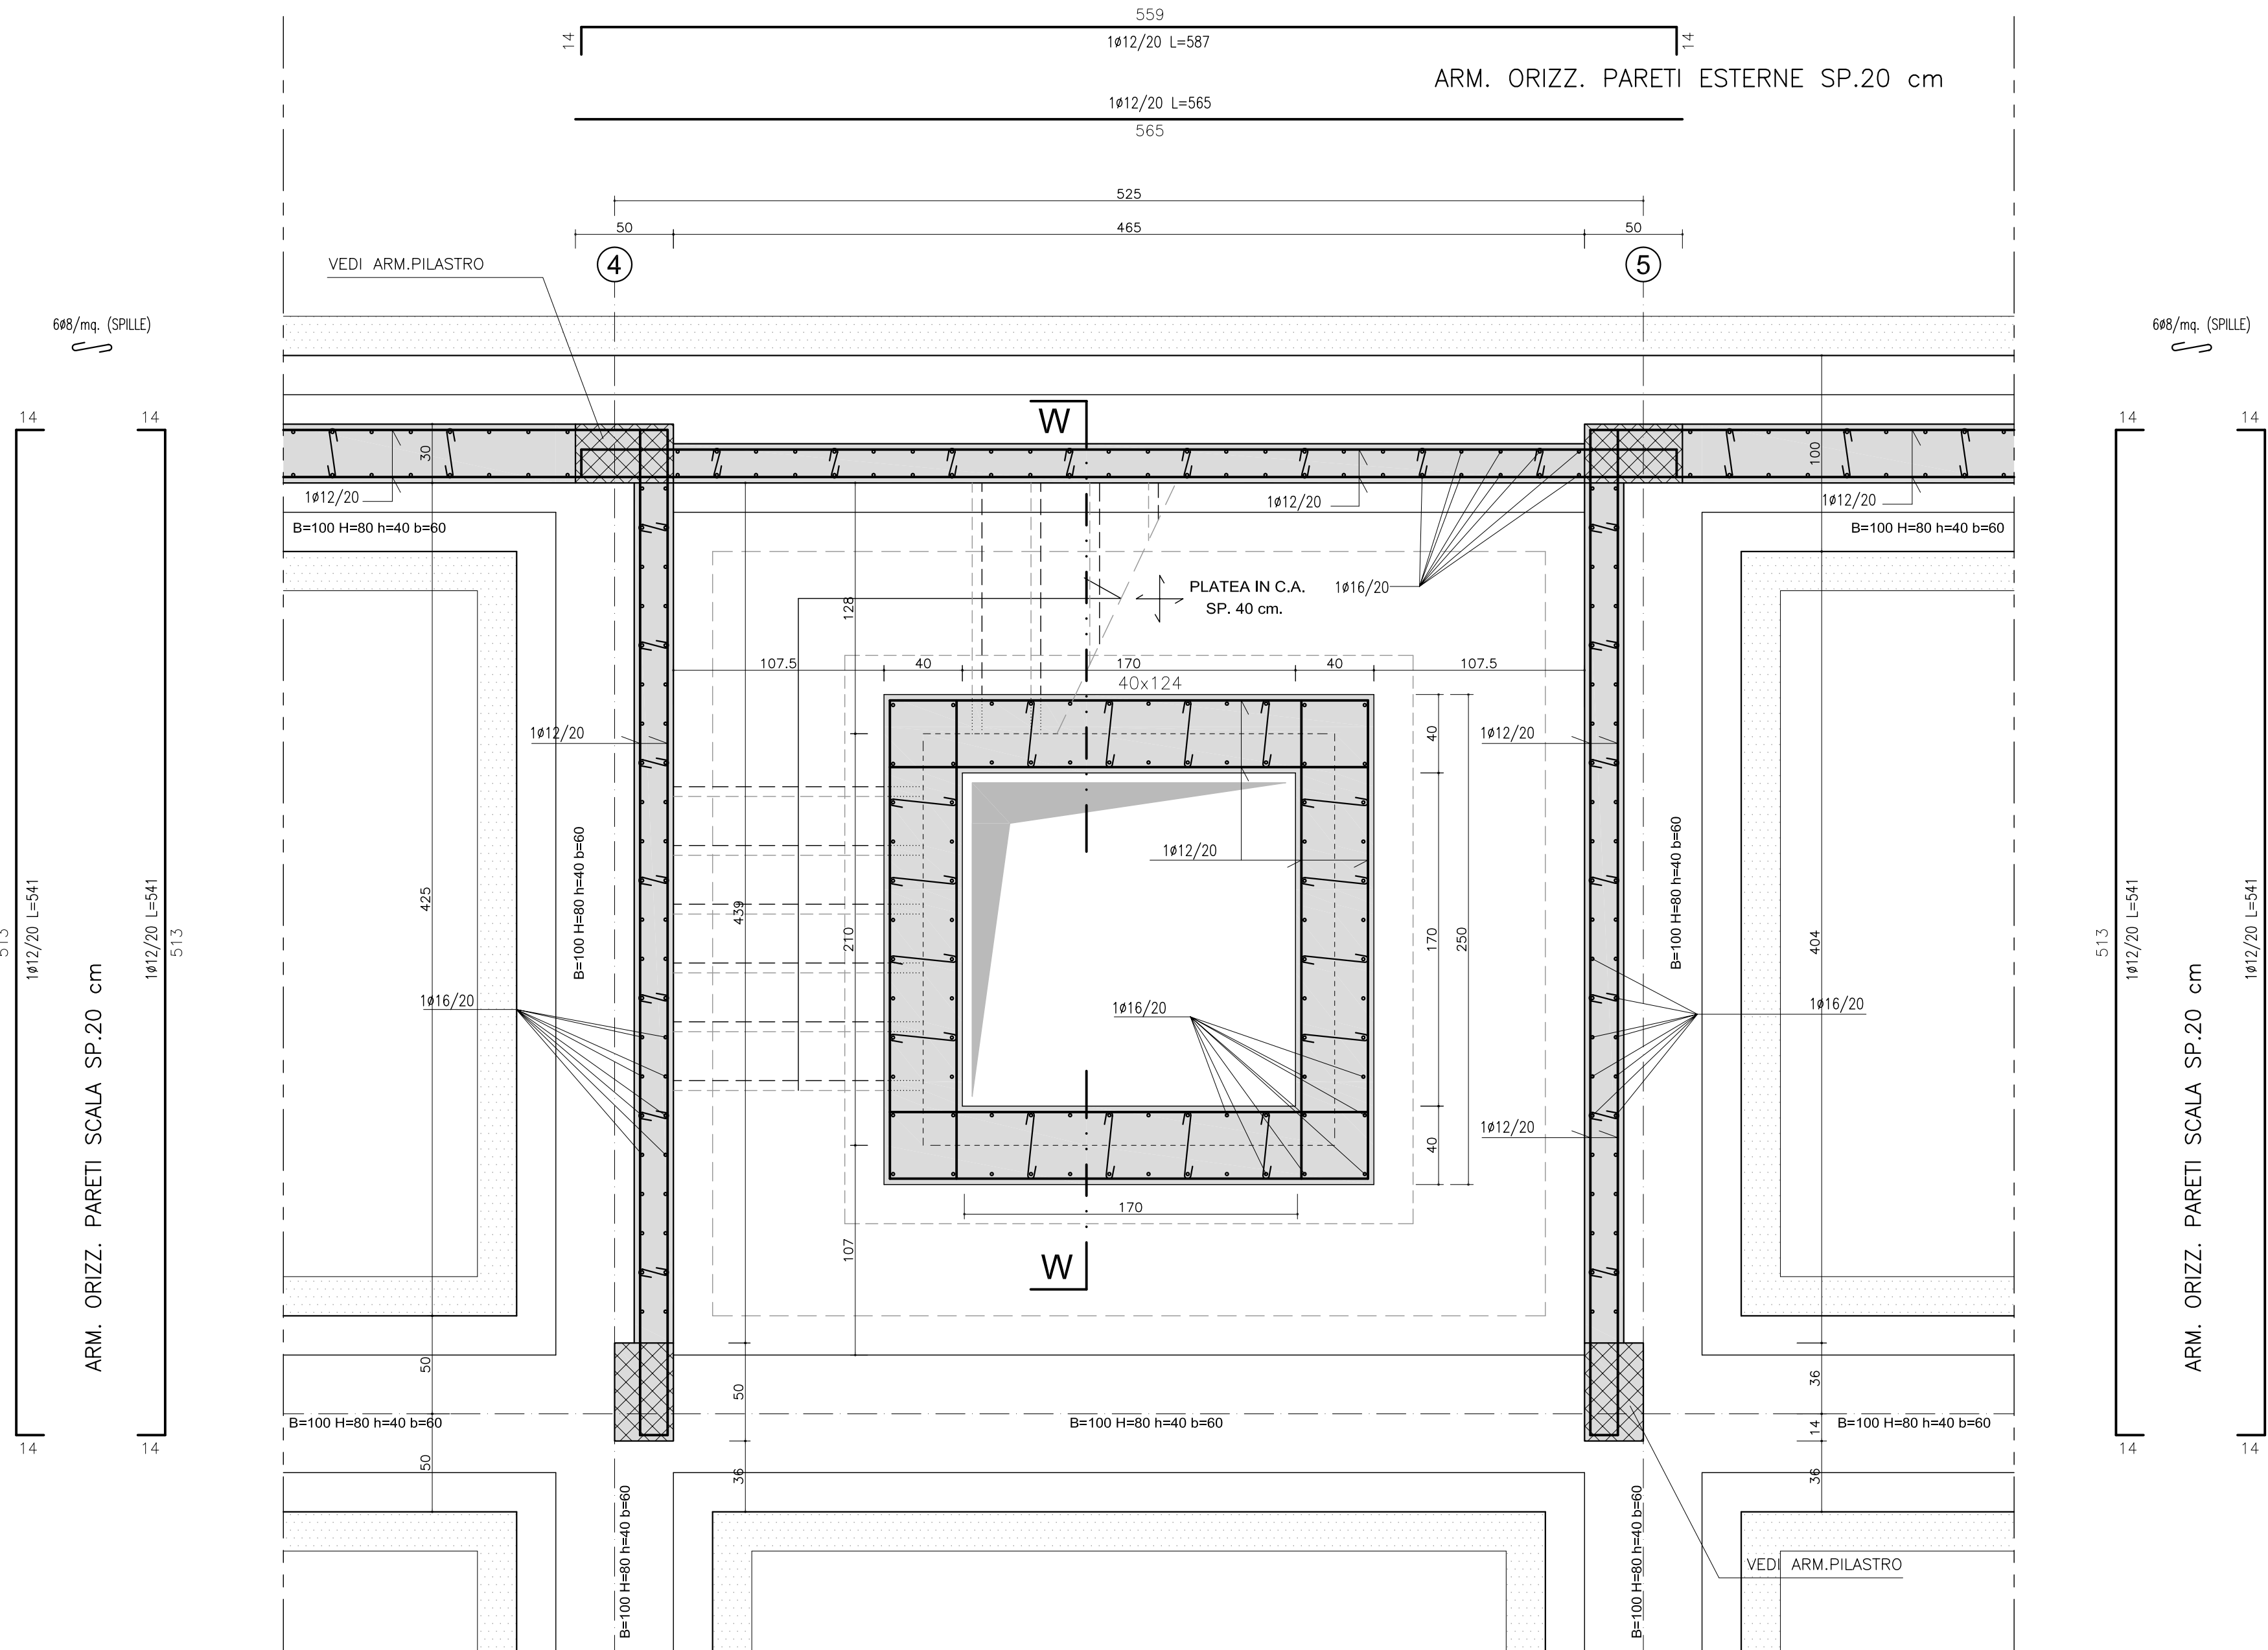 559
14
1ø12/20 L=587
14
ARM. ORIZZ. PARETI ESTERNE SP.20 cm
1ø12/20 L=565
565
525
50
465
50
4
5
VEDI ARM.PILASTRO
6ø8/mq. (SPILLE)
6ø8/mq. (SPILLE)
14
14
14
14
W
30
100
1ø12/20
1ø12/20
1ø12/20
B=100 H=80 h=40 b=60
B=100 H=80 h=40 b=60
PLATEA IN C.A.
SP. 40 cm.
1ø16/20
128
107.5
40
170
40
107.5
40x124
1ø12/20
40
1ø12/20
1ø12/20
B=100 H=80 h=40 b=60
B=100 H=80 h=40 b=60
425
439
210
170
250
404
513
1ø12/20 L=541
1ø12/20 L=541
513
513
1ø12/20 L=541
1ø12/20 L=541
ARM. ORIZZ. PARETI SCALA SP.20 cm
ARM. ORIZZ. PARETI SCALA SP.20 cm
1ø16/20
1ø16/20
1ø16/20
40
1ø12/20
170
107
W
50
50
36
B=100 H=80 h=40 b=60
B=100 H=80 h=40 b=60
B=100 H=80 h=40 b=60
14
14
14
14
14
50
36
36
B=100 H=80 h=40 b=60
B=100 H=80 h=40 b=60
VEDI ARM.PILASTRO